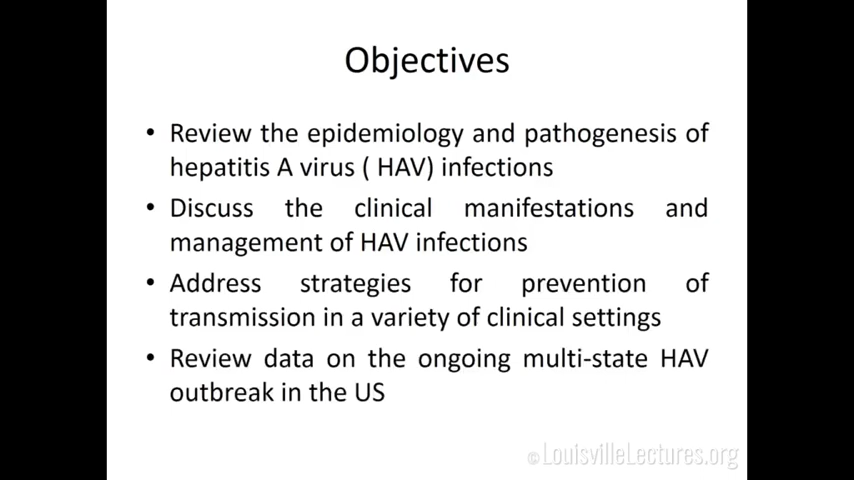 Objectives
• Review the epidemiology and pathogenesis of
hepatitis A virus ( HAV) infections
• Discuss the clinical manifestations and
management of HAV infections
• Address strategies for prevention of
transmission in a variety of clinical settings
• Review data on the ongoing multi-state HAV
outbreak in the US
©LouisvilleLectures.org